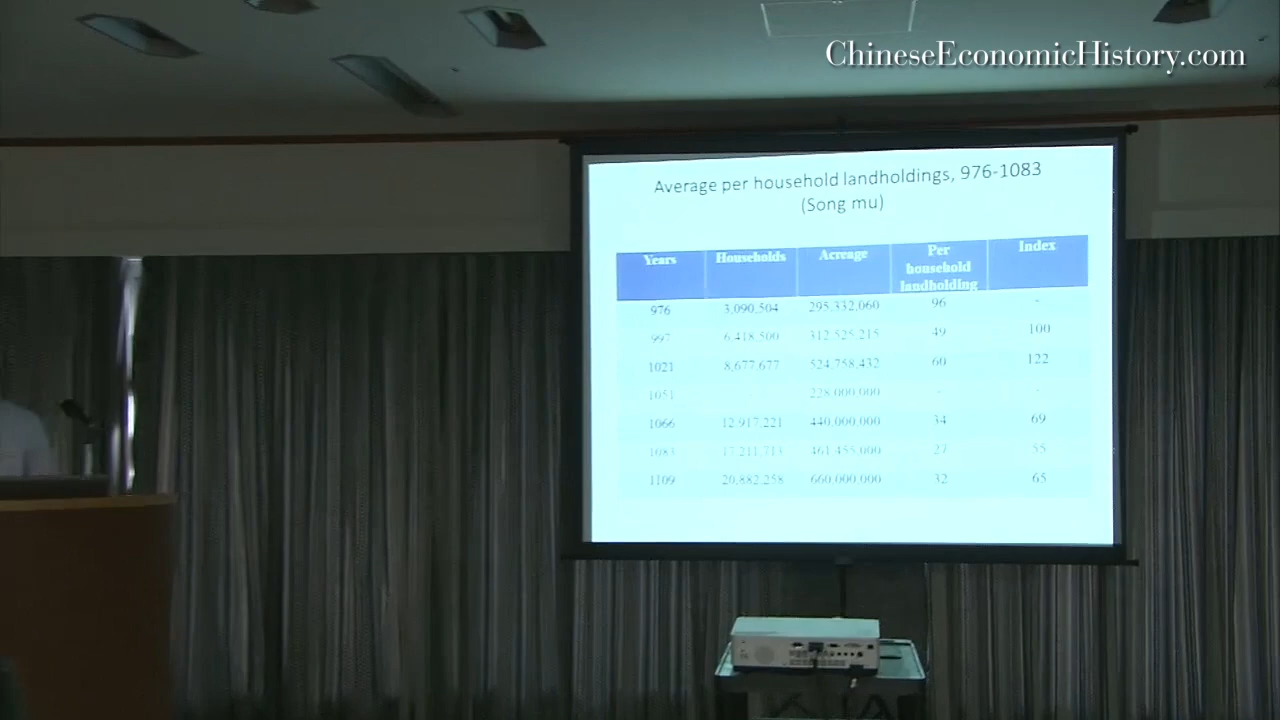 ChineseEconomicHistory.com
Average per household landholdings, 976-1083
(Song mu)
Years Households Acreage Per household landholding Index
976 3,090,504 295,332,060 96 -
997 6,418,500 312,525,215 49 100
1021 8,677,677 524,758,432 60 122
1051 - 228,000,000 - -
1066 12,917,221 440,000,000 34 69
1083 17,211,713 461,455,000 27 55
1109 20,882,258 660,000,000 32 65